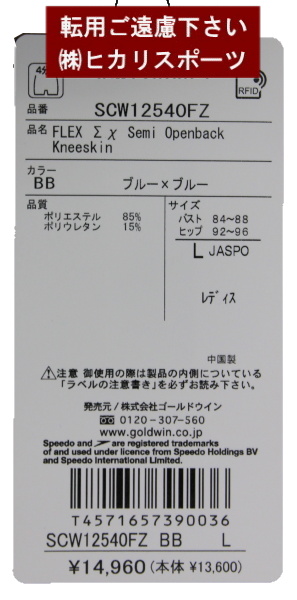 転用ご遠慮下さい
㈱ヒカリスポーツ
4分
RFID
品番
SCW12540FZ
品名 FLEX Σχ Semi Openback
Kneeskin
カラー
BB ブルー×ブルー
品質
ポリエステル 85%
ポリウレタン 15%
サイズ
バスト 84~88
ヒップ 92~96
L JASPO
レディス
中国製
⚠注意 御使用の際は製品の内側についている
「ラベルの注意書き」を必ずお読み下さい。
発売元/株式会社ゴールドウイン
0120-307-560
www.goldwin.co.jp
Speedo and are registered trademarks
of and used under licence from Speedo Holdings BV
and Speedo International Limited.
T4571657390036
SCW12540FZ BB L
¥14,960(本体 ¥13,600)